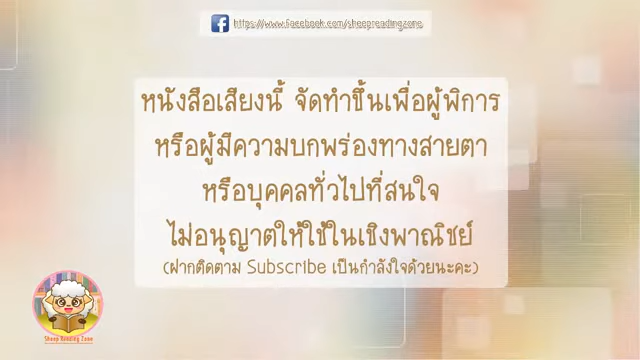 https://www.facebook.com/sheepreadingzone
หนังสือเสียงนี้ จัดทำขึ้นเพื่อผู้พิการ
หรือผู้มีความบกพร่องทางสายตา
หรือบุคคลทั่วไปที่สนใจ
ไม่อนุญาตให้ใช้ในเชิงพาณิชย์
(ฝากติดตาม Subscribe เป็นกำลังใจด้วยนะคะ)
Sheep Reading Zone